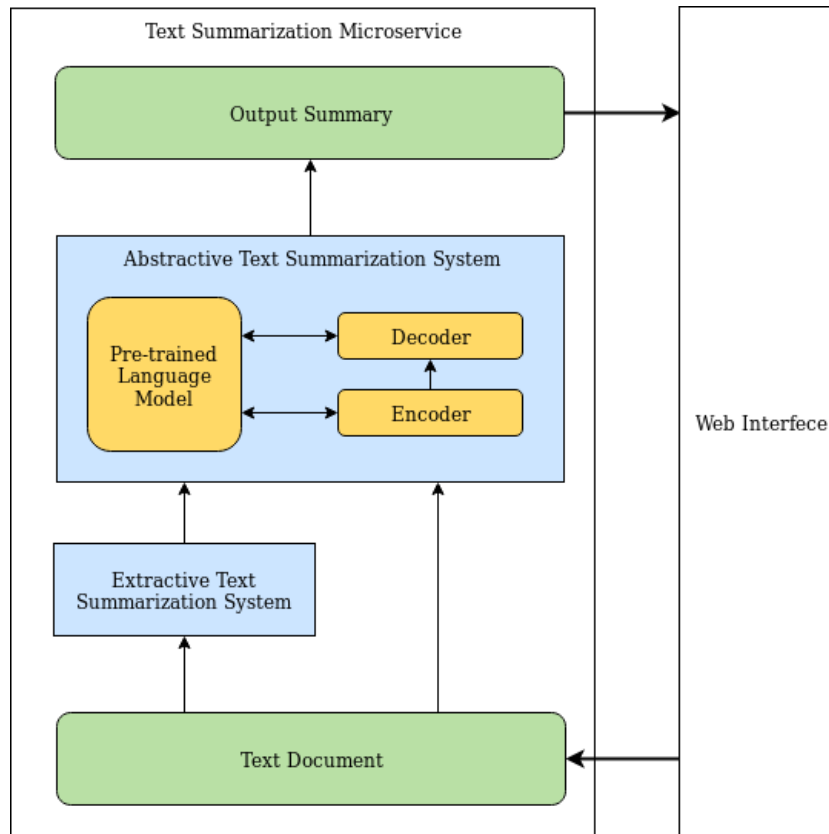 Text Summarization Microservice
Output Summary
Abstractive Text Summarization System
Pre-trained
Language
Model
Decoder
Encoder
Web Interfece
Extractive Text
Summarization System
Text Document